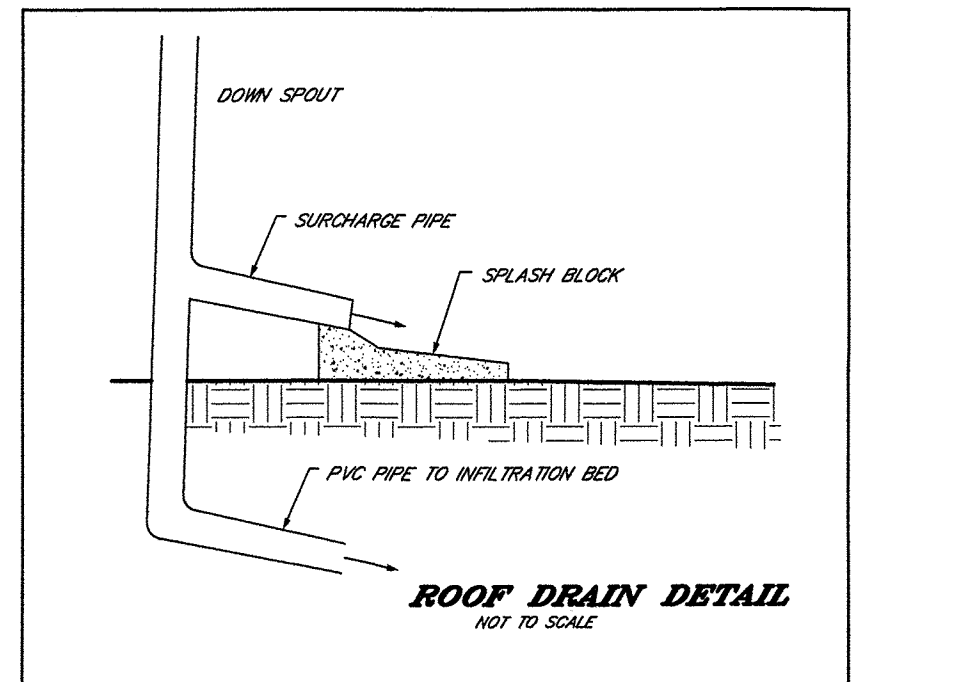 DOWN SPOUT
SURCHARGE PIPE
SPLASH BLOCK
PVC PIPE TO INFILTRATION BED
ROOF DRAIN DETAIL
NOT TO SCALE